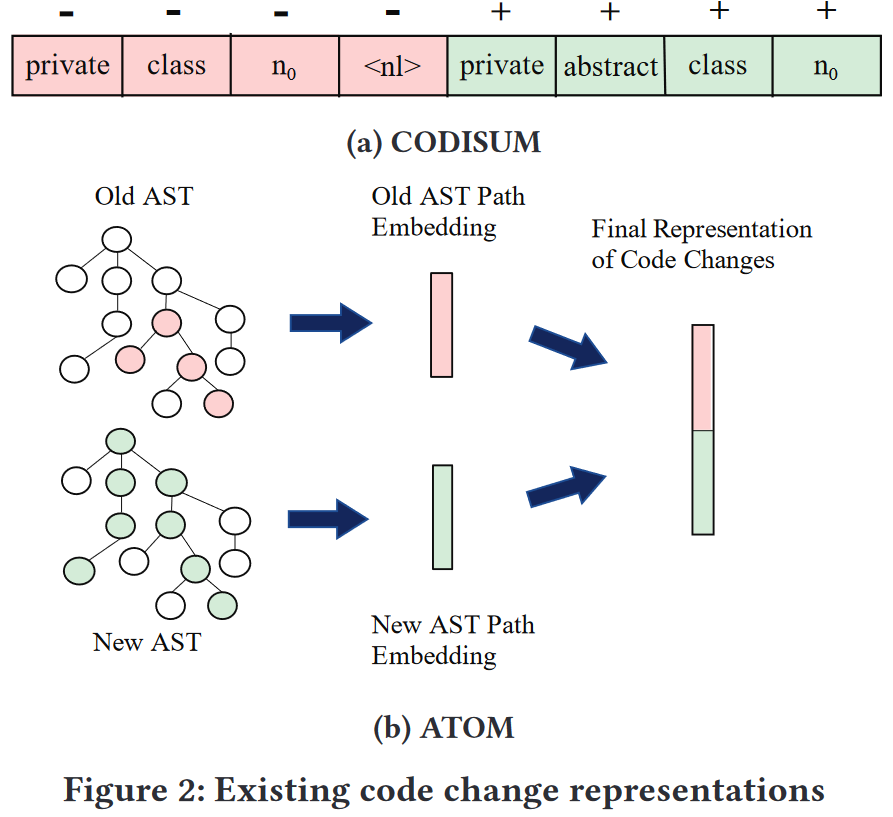 - - - - + + + +
private class n₀ <nl> private abstract class n₀
(a) CODISUM
Old AST
Old AST Path
Embedding
Final Representation
of Code Changes
New AST
New AST Path
Embedding
(b) ATOM
Figure 2: Existing code change representations